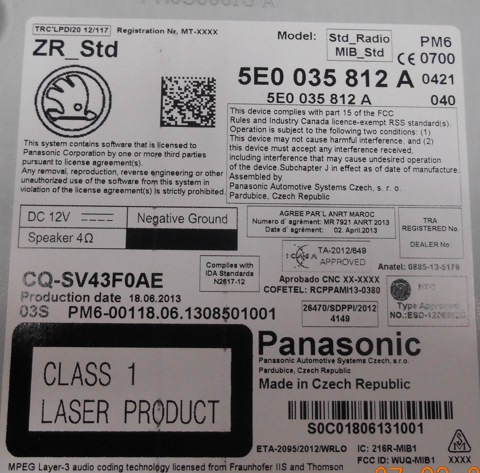 TRC'LPDI20 12/117
Registration №, MT-XXXX
ZR_Std
Model:
Std_Radio
MIB_Std
PM6
CE 0700
5E0 035 812 A 0421
5E0 035 812 A 040
This system contains software that is licensed to
Panasonic Corporation by one or more third parties
pursuant to license agreement(s).
Any removal, reproduction, reverse engineering or other
unauthorized use of the software from this system in
violation of the license agreement(s) is strictly prohibited.
This device complies with part 15 of the FCC
Rules and Industry Canada licence-exempt RSS standard(s).
Operation is subject to the following two conditions: (1)
This device may not cause harmful interference, and (2)
this device must accept any interference received,
including interference that may cause undesired operation
of the device.Subchapter J in effect as of date of manufacture.
Assembled by
Panasonic Automotive Systems Czech, s. r. o.
Pardubice, Czech Republic
DC 12V
Negative Ground
Speaker 4Ω
AGREE PAR L'ANRT MAROC
Numero d' agrément: MR 7921 ANRT 2013
Date d' agrément: 02. April.2013
TRA
REGISTERED No.
DEALER No:
ICASA
TA-2012/649
APPROVED
Anatel: 0885-13-6179
Complies with
IDA Standards
N2617-12
CQ-SV43F0AE
Production date 18.06.2013
03S PM6-00118.06.1308501001
Aprobado CNC XX-XXXX
COFETEL: RCPPAMI13-0380
26470/SDPPI/2012
4149
NTC
Type Approved
CLASS 1
LASER PRODUCT
Panasonic
Panasonic Automotive Systems Czech, s.r.o.
Pardubice, Czech Republic
Made in Czech Republic
S0C01806131001
ETA-2095/2012/WRLO
IC: 216R-MIB1
FCC ID: WUQ-MIB1
XXXX
MPEG Layer-3 audio coding technology licensed from Fraunhofer IIS and Thomson